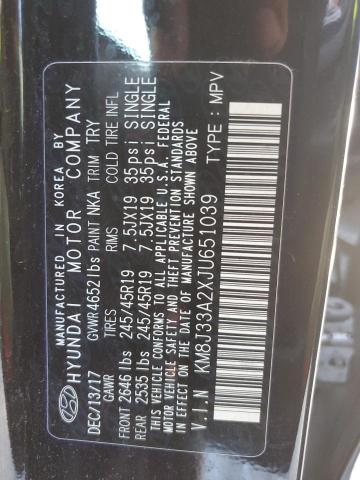 MANUFACTURED IN KOREA BY
HYUNDAI MOTOR COMPANY
DEC/13/17 GVWR 4652 lbs PAINT NKA TRIM TRY
GAWR TIRES RIMS COLD TIRE INFL
FRONT 2646 lbs 245/45R19 7.5JX19 35psi SINGLE
REAR 2535 lbs 245/45R19 7.5JX19 35psi SINGLE
THIS VEHICLE CONFORMS TO ALL APPLICABLE U.S.A. FEDERAL
MOTOR VEHICLE SAFETY, BUMPER, AND THEFT PREVENTION
STANDARDS IN EFFECT ON THE DATE OF MANUFACTURE SHOWN ABOVE
V.I.N : KM8J33A2XJU651039 TYPE : MPV